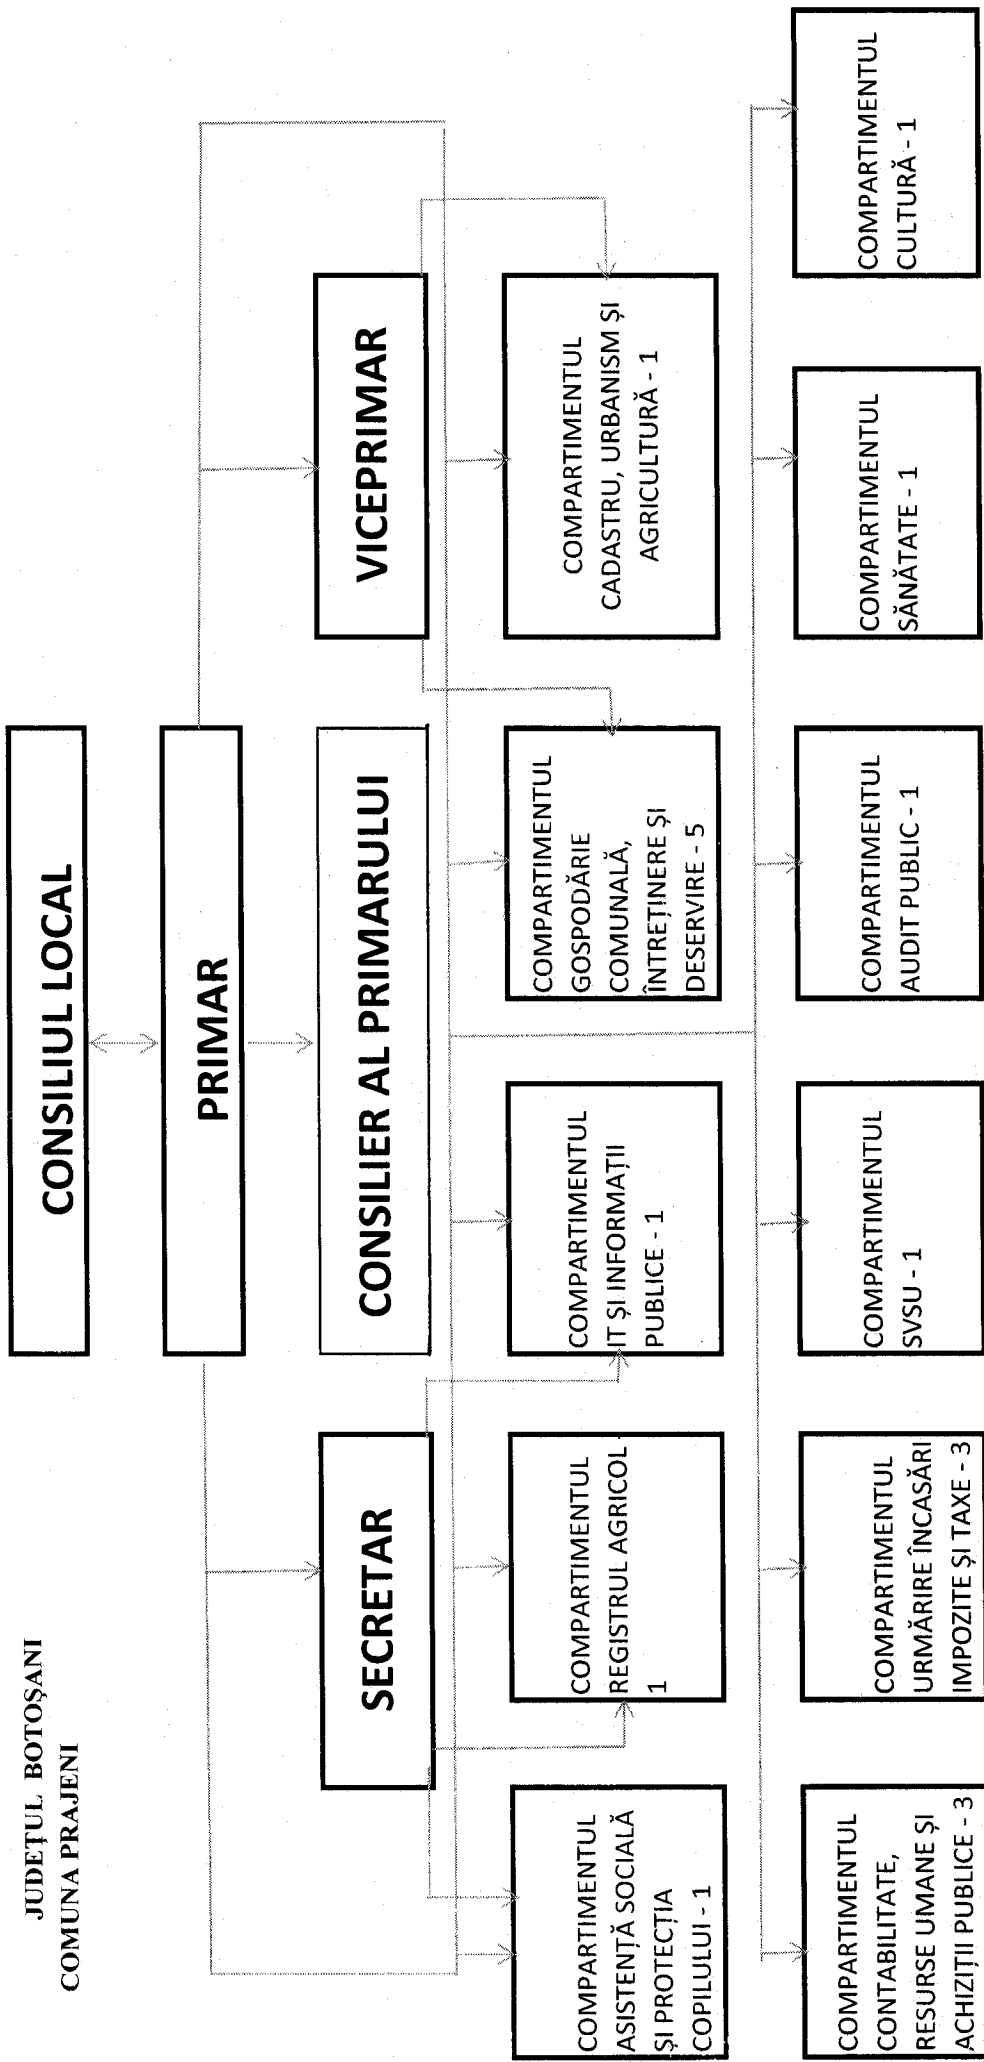 JUDEȚUL BOTOȘANI
COMUNA PRAJENI
CONSILIUL LOCAL
PRIMAR
CONSILIER AL PRIMARULUI
SECRETAR
VICEPRIMAR
COMPARTIMENTUL
ASISTENȚĂ SOCIALĂ
ȘI PROTECȚIA
COPILULUI - 1
COMPARTIMENTUL
REGISTRUL AGRICOL
1
COMPARTIMENTUL
IT ȘI INFORMAȚII
PUBLICE - 1
COMPARTIMENTUL
GOSPODĂRIE
COMUNALĂ,
ÎNTREȚINERE ȘI
DESERVIRE - 5
COMPARTIMENTUL
CADASTRU, URBANISM ȘI
AGRICULTURĂ - 1
COMPARTIMENTUL
CONTABILITATE,
RESURSE UMANE ȘI
ACHIZIȚII PUBLICE - 3
COMPARTIMENTUL
URMĂRIRE ÎNCASĂRI
IMPOZITE ȘI TAXE - 3
COMPARTIMENTUL
SVSU - 1
COMPARTIMENTUL
AUDIT PUBLIC - 1
COMPARTIMENTUL
SĂNĂTATE - 1
COMPARTIMENTUL
CULTURĂ - 1